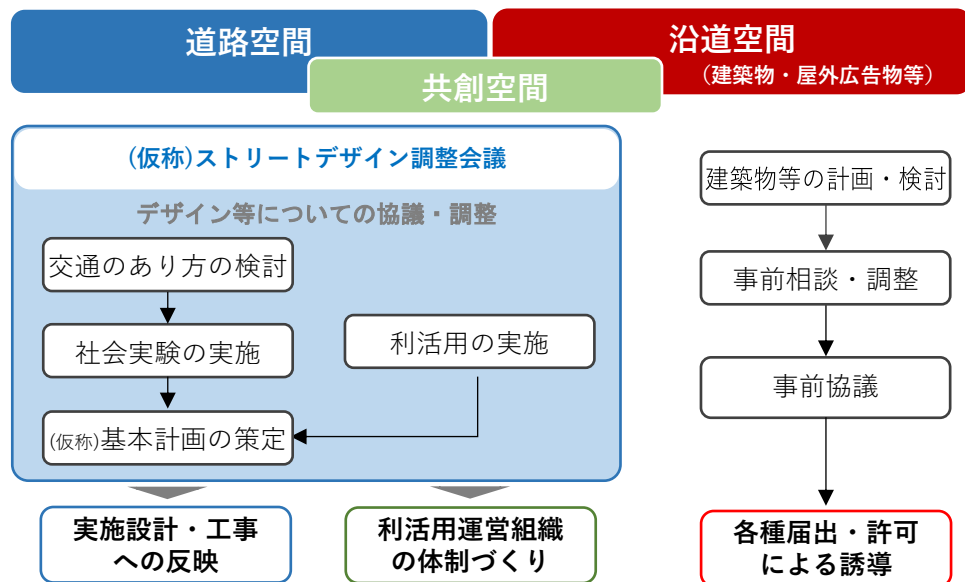 道路空間
沿道空間
(建築物・屋外広告物等)
共創空間
(仮称)ストリートデザイン調整会議
デザイン等についての協議・調整
交通のあり方の検討
社会実験の実施
利活用の実施
(仮称)基本計画の策定
実施設計・工事
への反映
利活用運営組織
の体制づくり
建築物等の計画・検討
事前相談・調整
事前協議
各種届出・許可
による誘導